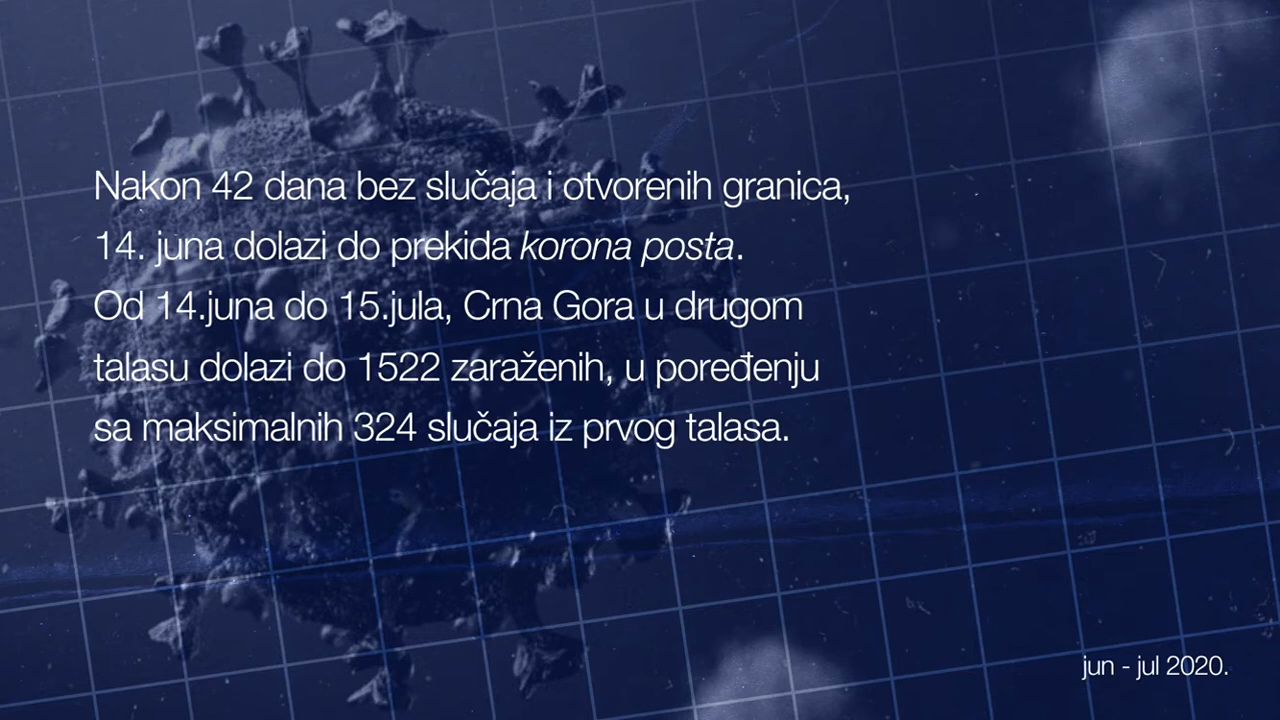 Nakon 42 dana bez slučaja i otvorenih granica,
14. juna dolazi do prekida korona posta.
Od 14.juna do 15.jula, Crna Gora u drugom
talasu dolazi do 1522 zaraženih, u poređenju
sa maksimalnih 324 slučaja iz prvog talasa.
jun - jul 2020.